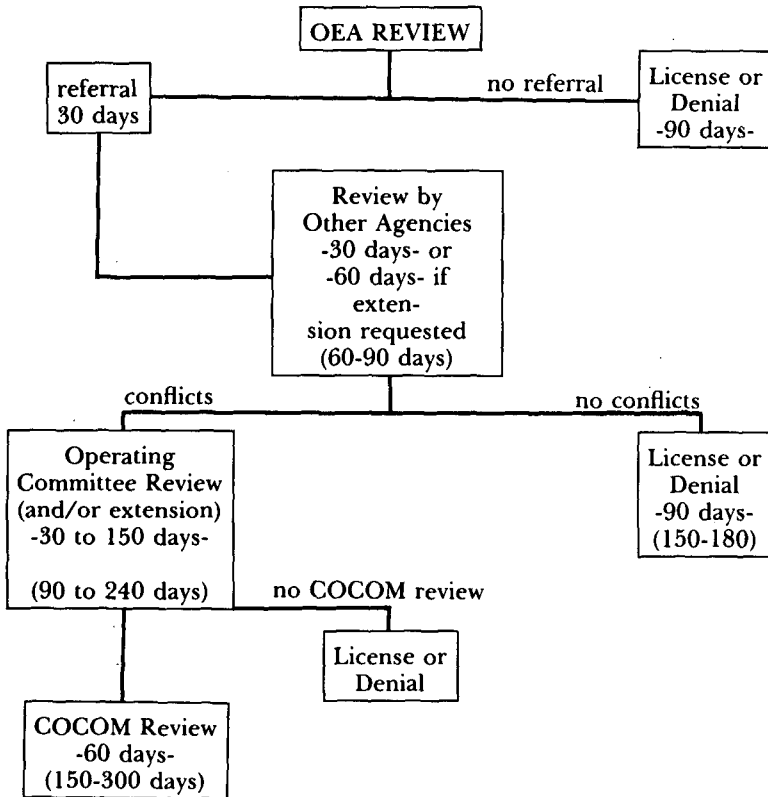 OEA REVIEW
referral
30 days
no referral
License or
Denial
-90 days-
Review by
Other Agencies
-30 days- or
-60 days- if
exten-
sion requested
(60-90 days)
conflicts
no conflicts
Operating
Committee Review
(and/or extension)
-30 to 150 days-
(90 to 240 days)
License or
Denial
-90 days-
(150-180)
no COCOM review
License or
Denial
COCOM Review
-60 days-
(150-300 days)